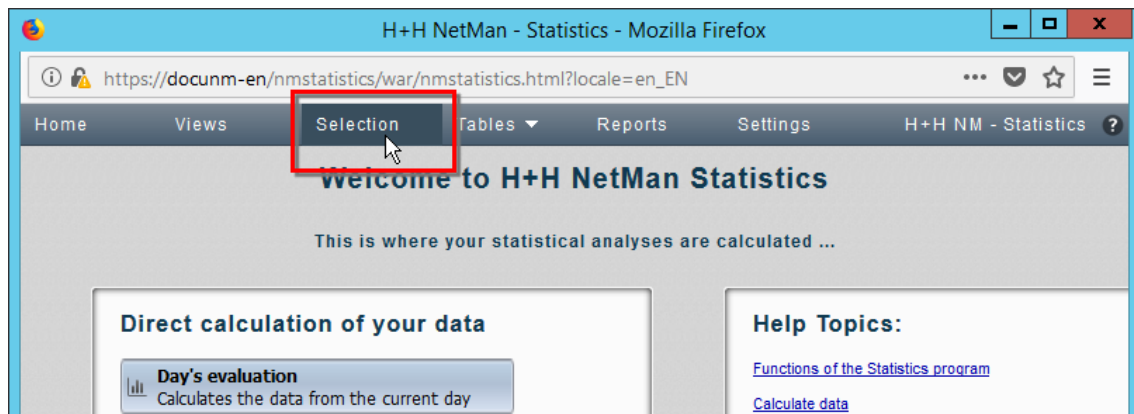 H+H NetMan - Statistics - Mozilla Firefox
https://docunm-en/nmstatistics/war/nmstatistics.html?locale=en_EN
Home Views Selection Tables Reports Settings H+H NM - Statistics ?
Welcome to H+H NetMan Statistics
This is where your statistical analyses are calculated ...
Direct calculation of your data
Day's evaluation
Calculates the data from the current day
Help Topics:
Functions of the Statistics program
Calculate data